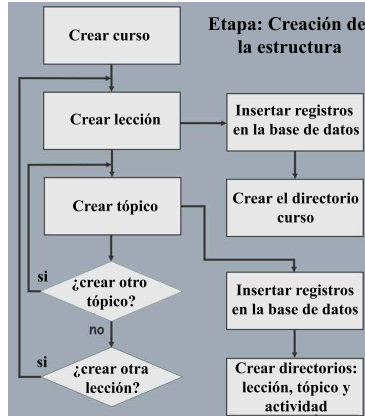 Etapa: Creación de
la estructura
Crear curso
Crear lección
Insertar registros
en la base de datos
Crear el directorio
curso
Crear tópico
si
¿crear otro
tópico?
no
Insertar registros
en la base de datos
si
¿crear otra
lección?
Crear directorios:
lección, tópico y
actividad